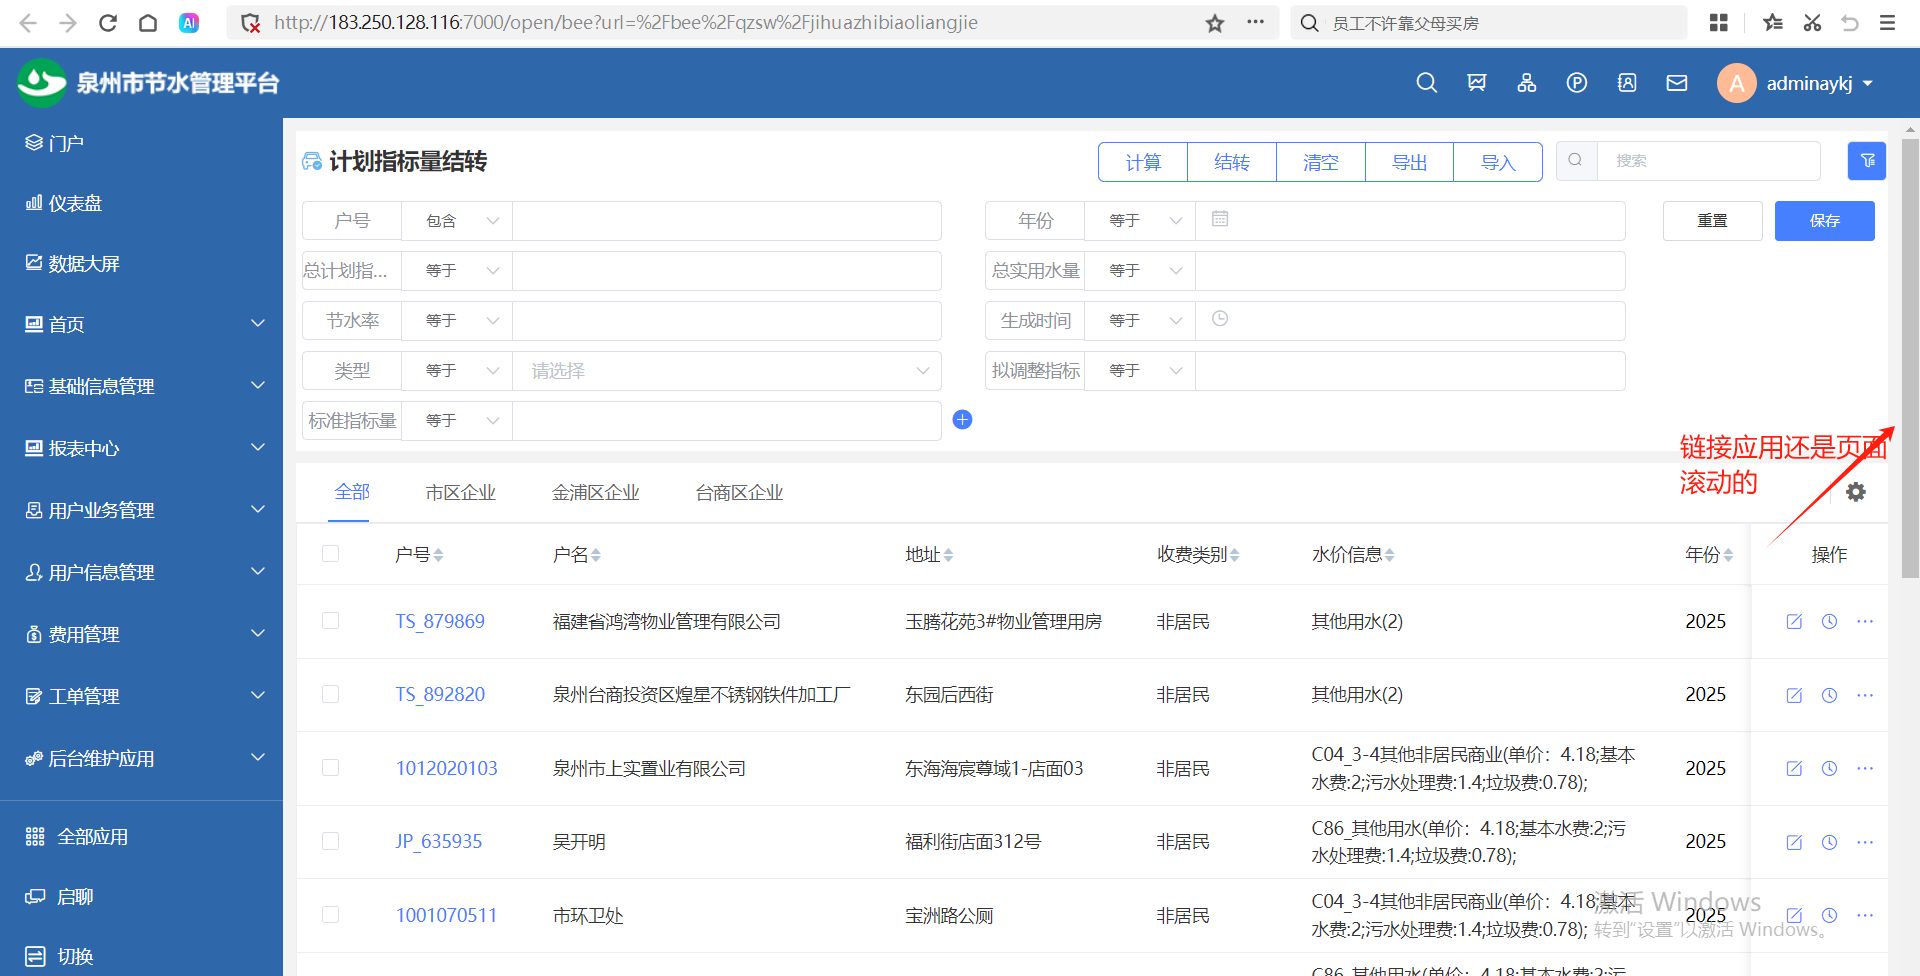 http://183.250.128.116:7000/open/bee?url=%2Fbee%2Fqzsw%2Fjihuazhibiaoliangjie
员工不许靠父母买房
AI
泉州市节水管理平台
A
adminaykj
门户
仪表盘
数据大屏
首页
基础信息管理
报表中心
用户业务管理
用户信息管理
费用管理
工单管理
后台维护应用
全部应用
启聊
切换
计划指标量结转
计算
结转
清空
导出
导入
搜索
户号
包含
年份
等于
重置
保存
总计划指...
等于
总实用水量
等于
节水率
等于
生成时间
等于
类型
等于
请选择
拟调整指标
等于
标准指标量
等于
链接应用还是页面
滚动的
全部
市区企业
金浦区企业
台商区企业
户号
户名
地址
收费类别
水价信息
年份
操作
TS_879869
福建省鸿湾物业管理有限公司
玉腾花苑3#物业管理用房
非居民
其他用水(2)
2025
TS_892820
泉州台商投资区煌星不锈钢铁件加工厂
东园后西街
非居民
其他用水(2)
2025
1012020103
泉州市上实置业有限公司
东海海宸尊域1-店面03
非居民
C04_3-4其他非居民商业(单价：4.18;基本
水费:2;污水处理费:1.4;垃圾费:0.78);
2025
JP_635935
吴开明
福利街店面312号
非居民
C86_其他用水(单价：4.18;基本水费:2;污
水处理费:1.4;垃圾费:0.78);
2025
1001070511
市环卫处
宝洲路公厕
非居民
C04_3-4其他非居民商业(单价：4.18;基本
水费:2;污水处理费:1.4;垃圾费:0.78);
2025
C86_其他用水(单价：4.18;基本水费:2;污
激活 Windows
转到“设置”以激活 Windows。